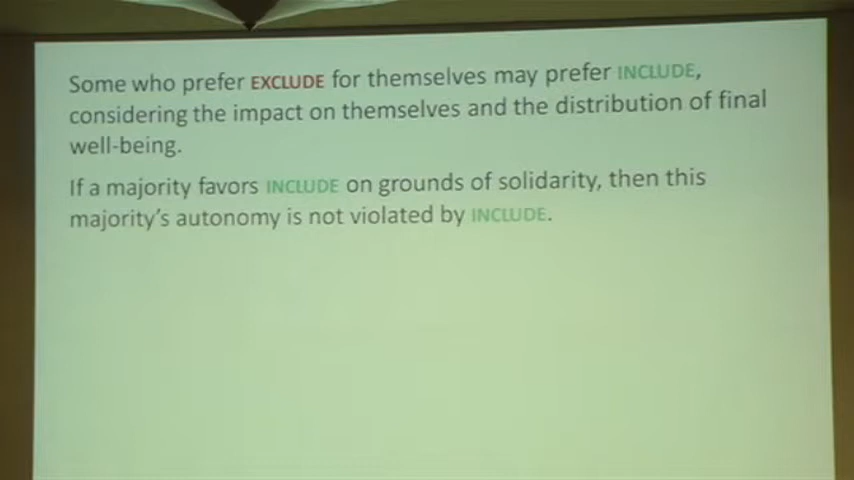 Some who prefer EXCLUDE for themselves may prefer INCLUDE,
considering the impact on themselves and the distribution of final
well-being.
If a majority favors INCLUDE on grounds of solidarity, then this
majority's autonomy is not violated by INCLUDE.